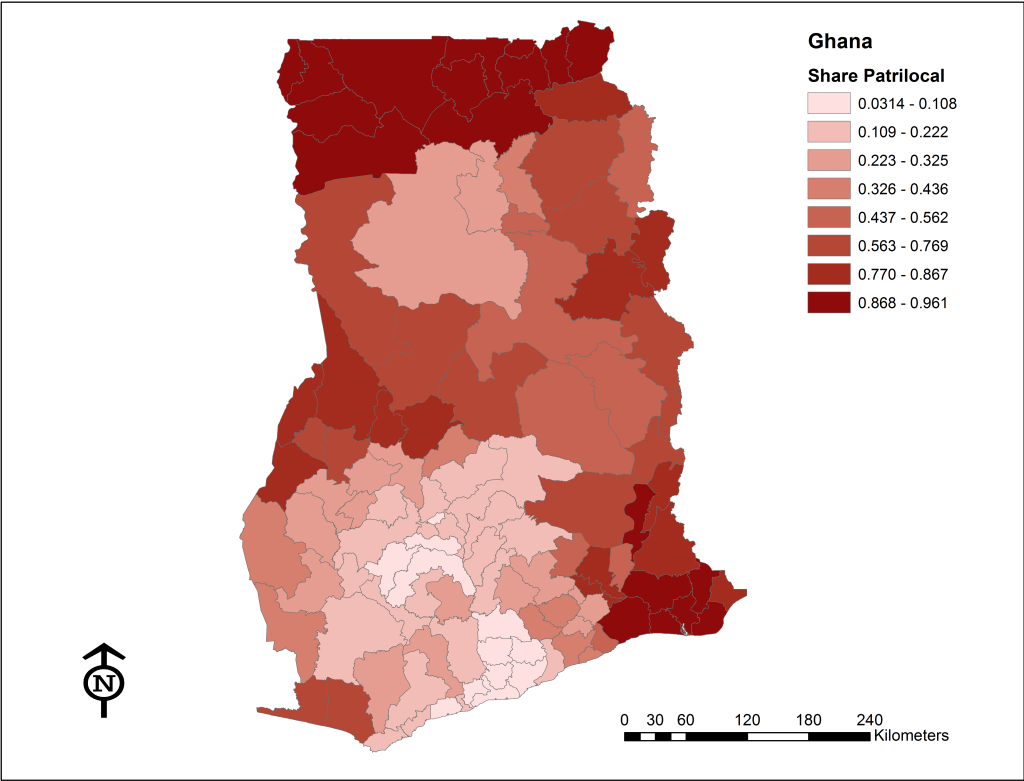 Ghana
Share Patrilocal
0.0314 - 0.108
0.109 - 0.222
0.223 - 0.325
0.326 - 0.436
0.437 - 0.562
0.563 - 0.769
0.770 - 0.867
0.868 - 0.961
N
0 30 60 120 180 240
Kilometers